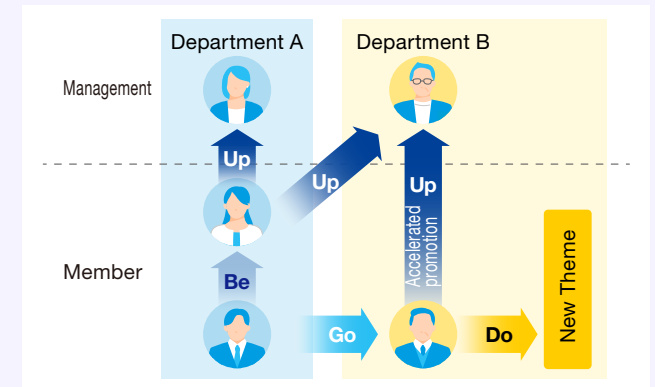 Department A
Department B
Management
Up
Up
Up
Accelerated
promotion
Member
Be
Go
Do
New Theme